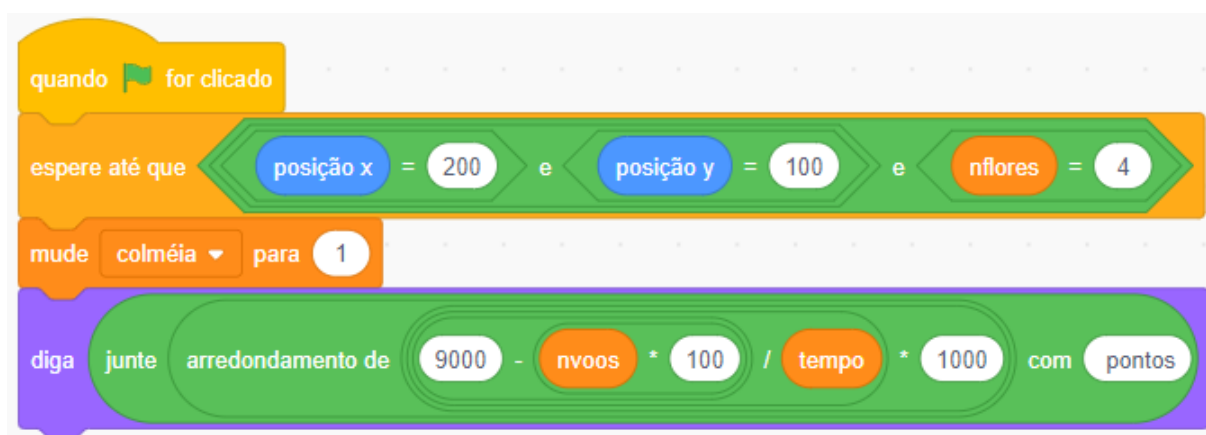 quando for clicado
espere até que posição x = 200 e posição y = 100 e nflores = 4
mude colméia para 1
diga junte arredondamento de 9000 - nvoos * 100 / tempo * 1000 com pontos